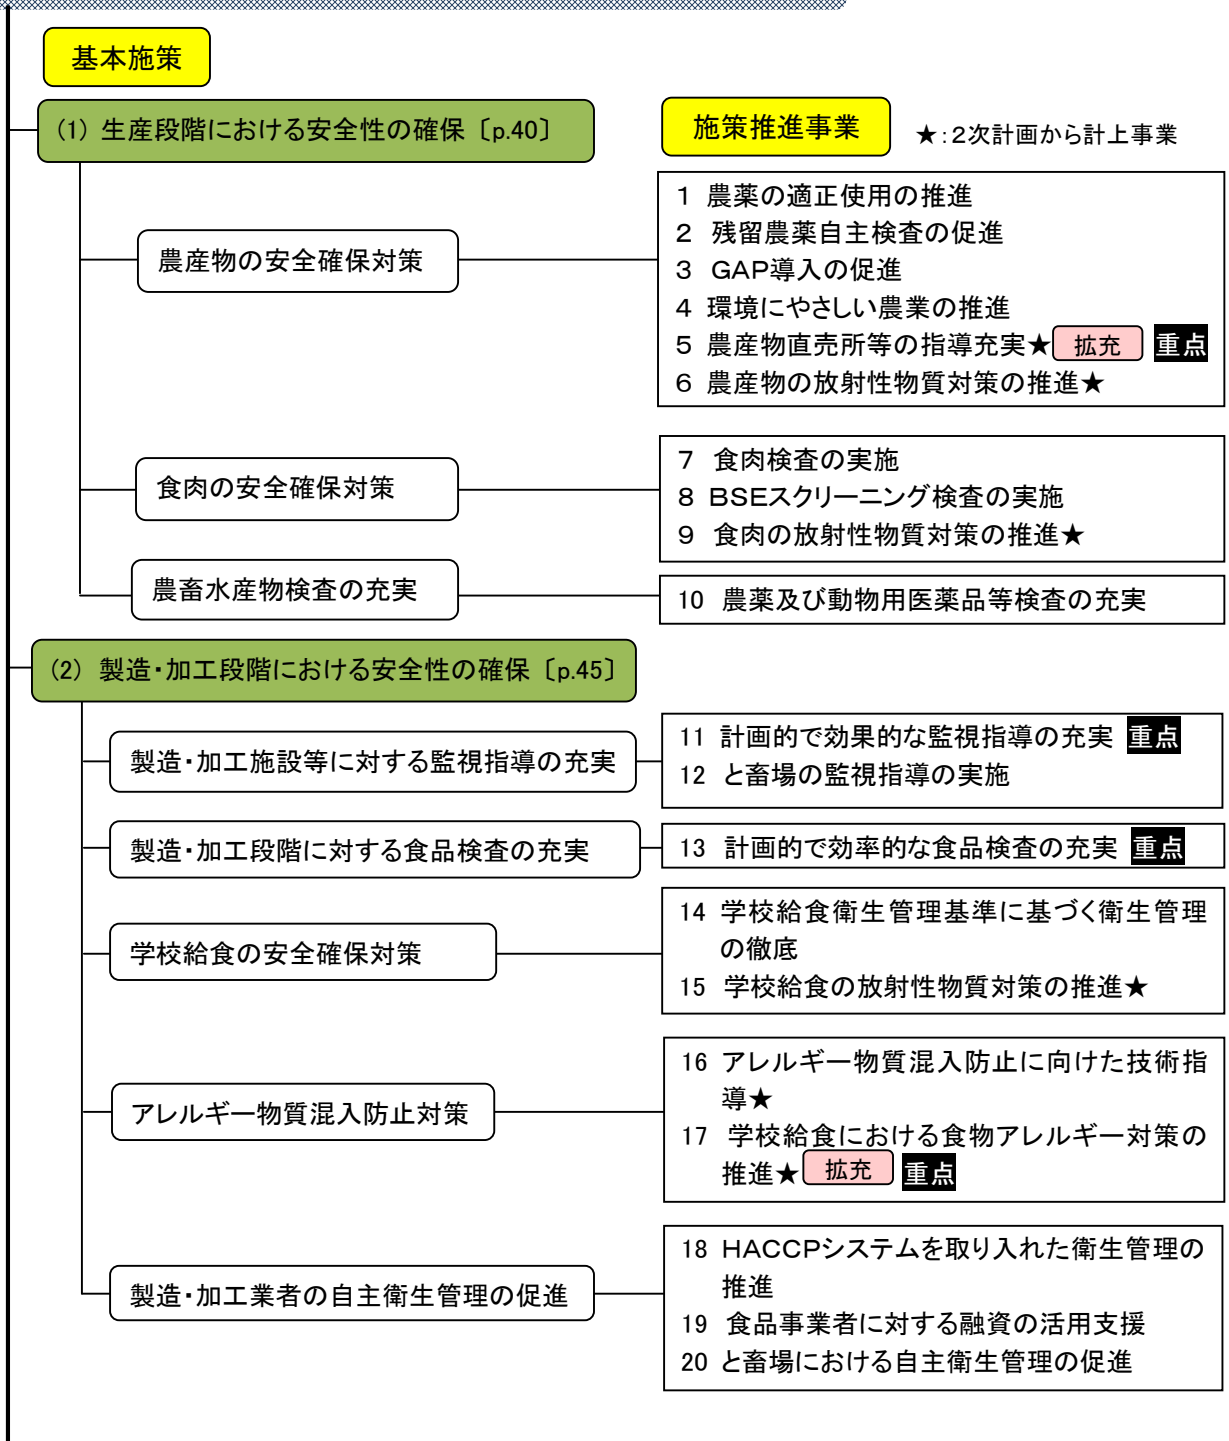 基本施策
(1) 生産段階における安全性の確保〔p.40〕
施策推進事業
★:2次計画から計上事業
農産物の安全確保対策
1 農薬の適正使用の推進
2 残留農薬自主検査の促進
3 GAP導入の促進
4 環境にやさしい農業の推進
5 農産物直売所等の指導充実★ 拡充 重点
6 農産物の放射性物質対策の推進★
食肉の安全確保対策
7 食肉検査の実施
8 BSEスクリーニング検査の実施
9 食肉の放射性物質対策の推進★
農畜水産物検査の充実
10 農薬及び動物用医薬品等検査の充実
(2) 製造・加工段階における安全性の確保〔p.45〕
製造・加工施設等に対する監視指導の充実
11 計画的で効果的な監視指導の充実 重点
12 と畜場の監視指導の実施
製造・加工段階に対する食品検査の充実
13 計画的で効率的な食品検査の充実 重点
学校給食の安全確保対策
14 学校給食衛生管理基準に基づく衛生管理
の徹底
15 学校給食の放射性物質対策の推進★
アレルギー物質混入防止対策
16 アレルギー物質混入防止に向けた技術指
導★
17 学校給食における食物アレルギー対策の
推進★ 拡充 重点
製造・加工業者の自主衛生管理の促進
18 HACCPシステムを取り入れた衛生管理の
推進
19 食品事業者に対する融資の活用支援
20 と畜場における自主衛生管理の促進